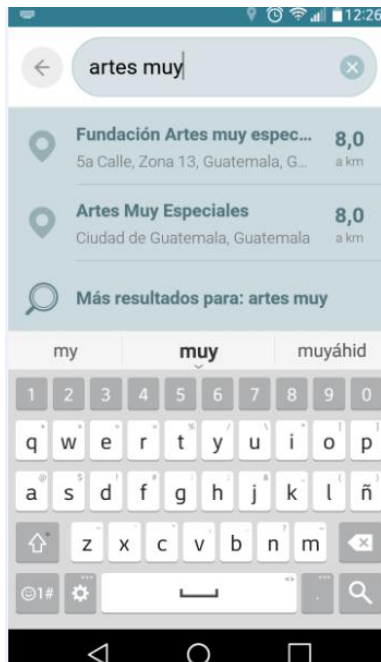 12:26
artes muy
Fundación Artes muy espec...
8,0
5a Calle, Zona 13, Guatemala, G...
a km
Artes Muy Especiales
8,0
Ciudad de Guatemala, Guatemala
a km
Más resultados para: artes muy
my muy muyáhid
1 2 3 4 5 6 7 8 9 0
q w e r t y u i o p
a s d f g h j k l ñ
z x c v b n m
1#
.